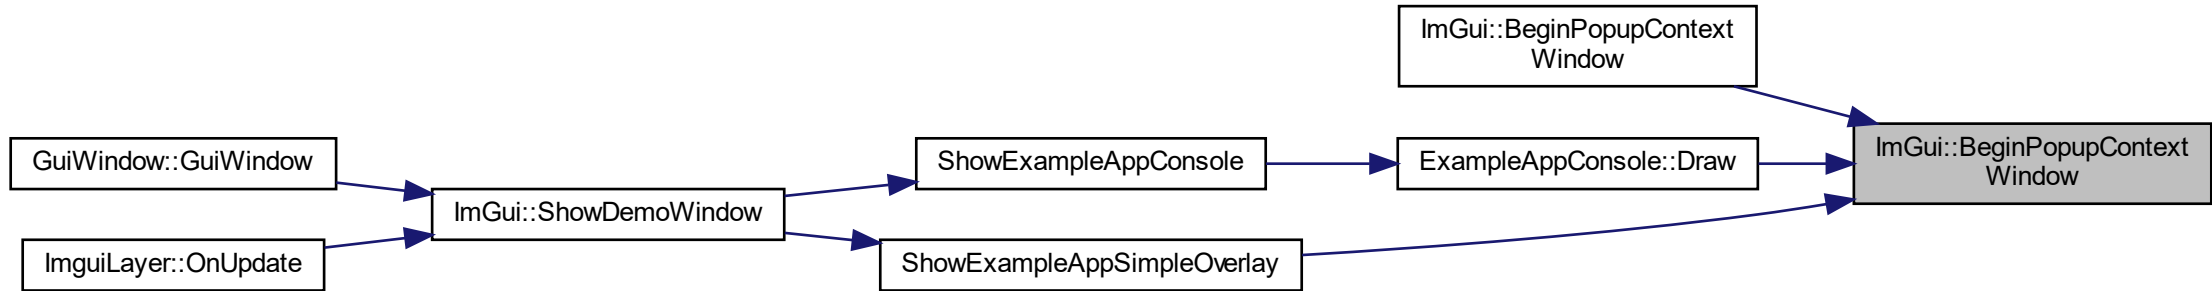 ImGui::BeginPopupContext
Window
GuiWindow::GuiWindow
ShowExampleAppConsole
ExampleAppConsole::Draw
ImGui::BeginPopupContext
Window
ImGui::ShowDemoWindow
ImguiLayer::OnUpdate
ShowExampleAppSimpleOverlay